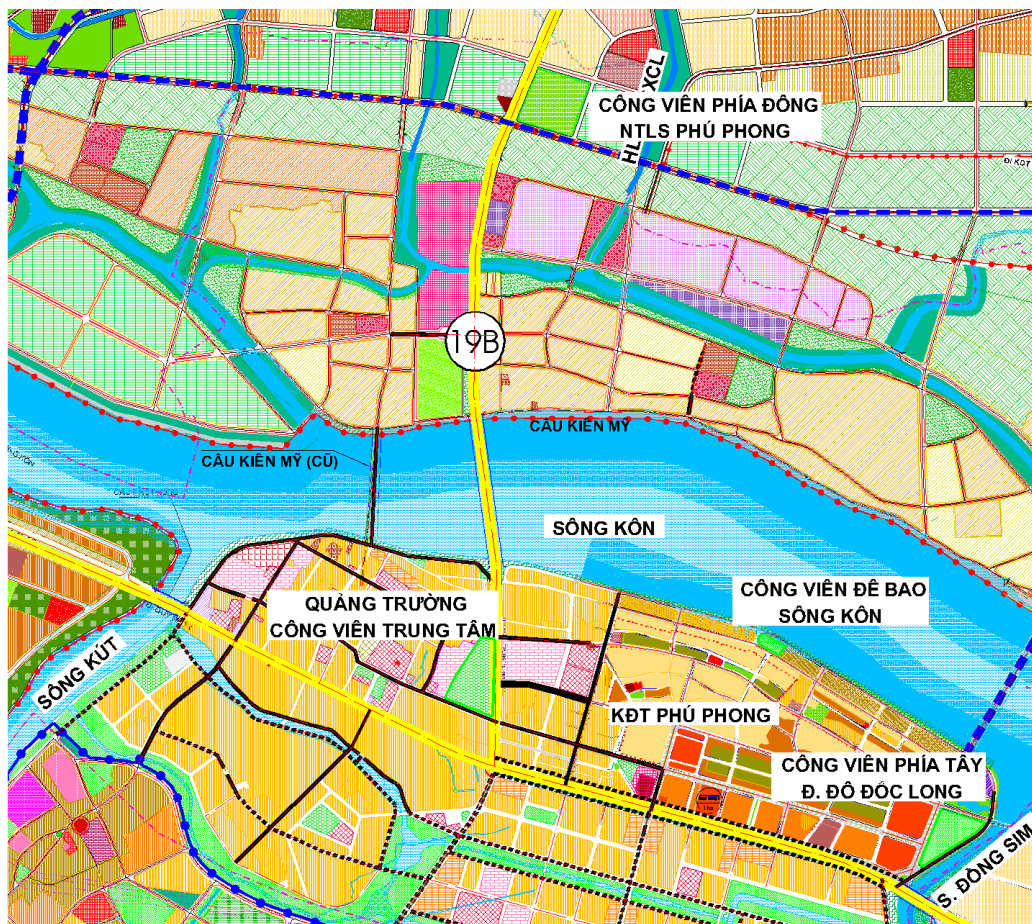 CÔNG VIÊN PHÍA ĐÔNG
NTLS PHÚ PHONG
HL
XCL
ĐI KĐT
19B
CẦU KIÊN MỸ
CẦU KIÊN MỸ (CŨ)
SÔNG KÔN
CÔNG VIÊN ĐÊ BAO
SÔNG KÔN
QUẢNG TRƯỜNG
CÔNG VIÊN TRUNG TÂM
SÔNG KÚT
KĐT PHÚ PHONG
CÔNG VIÊN PHÍA TÂY
Đ. ĐÔ ĐỐC LONG
S. ĐỒNG SIM